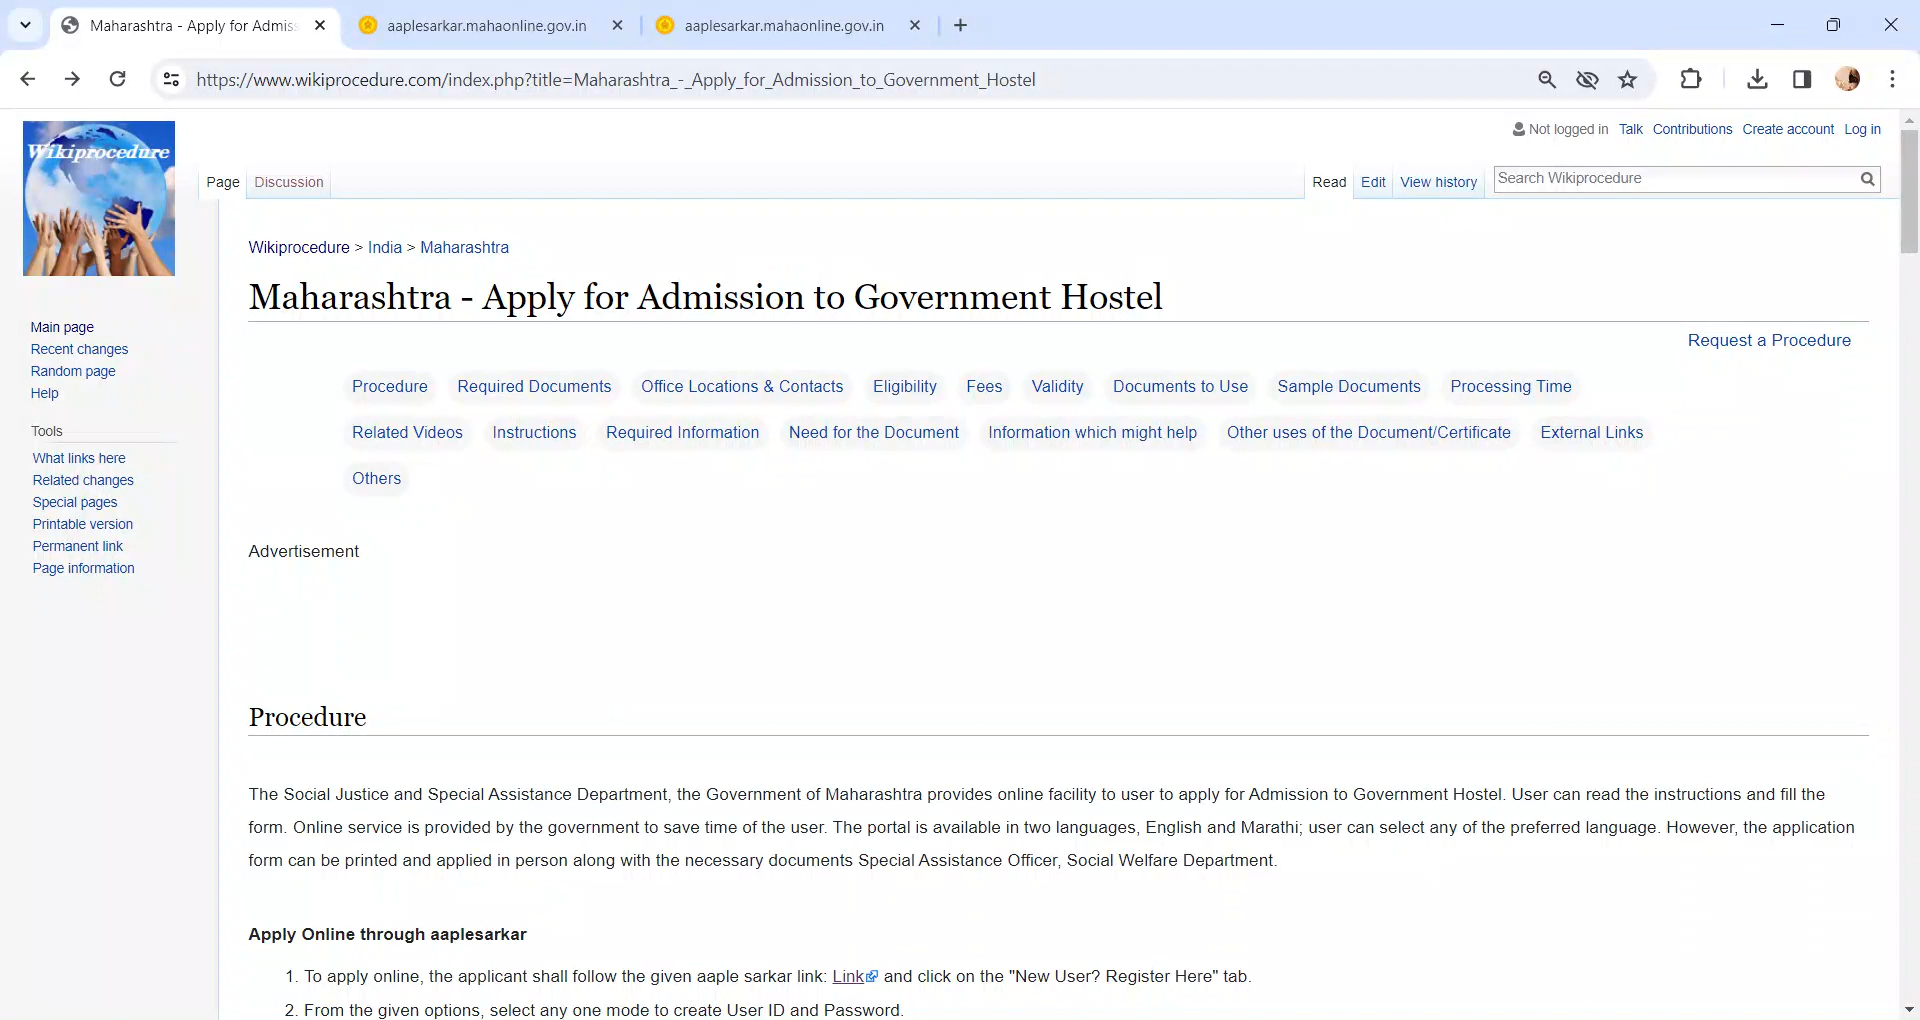 Maharashtra - Apply for Admiss
aaplesarkar.mahaonline.gov.in
aaplesarkar.mahaonline.gov.in
https://www.wikiprocedure.com/index.php?title=Maharashtra_-_Apply_for_Admission_to_Government_Hostel
Wikiprocedure
Not logged in Talk Contributions Create account Log in
Page Discussion Read Edit View history Search Wikiprocedure
Wikiprocedure > India > Maharashtra
Maharashtra - Apply for Admission to Government Hostel
Request a Procedure
Main page
Recent changes
Random page
Help
Tools
What links here
Related changes
Special pages
Printable version
Permanent link
Page information
Procedure Required Documents Office Locations & Contacts Eligibility Fees Validity Documents to Use Sample Documents Processing Time
Related Videos Instructions Required Information Need for the Document Information which might help Other uses of the Document/Certificate External Links
Others
Advertisement
Procedure
The Social Justice and Special Assistance Department, the Government of Maharashtra provides online facility to user to apply for Admission to Government Hostel. User can read the instructions and fill the
form. Online service is provided by the government to save time of the user. The portal is available in two languages, English and Marathi; user can select any of the preferred language. However, the application
form can be printed and applied in person along with the necessary documents Special Assistance Officer, Social Welfare Department.
Apply Online through aaplesarkar
1. To apply online, the applicant shall follow the given aaple sarkar link: Link and click on the "New User? Register Here" tab.
2. From the given options, select any one mode to create User ID and Password.